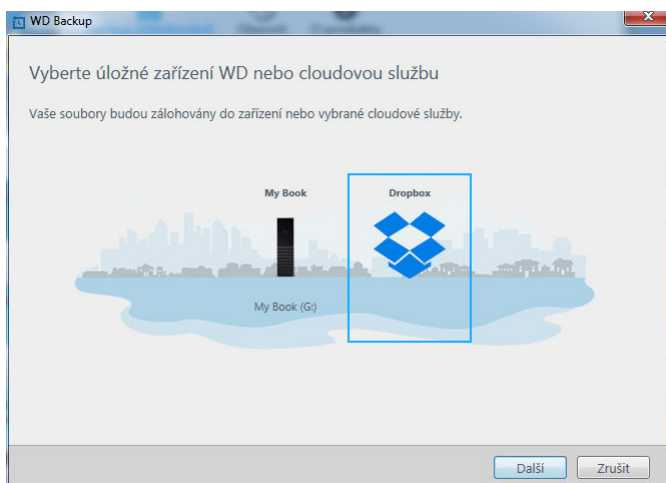 WD Backup
Vyberte úložné zařízení WD nebo cloudovou službu
Vaše soubory budou zálohovány do zařízení nebo vybrané cloudové služby.
My Book
Dropbox
My Book (G:)
Další
Zrušit